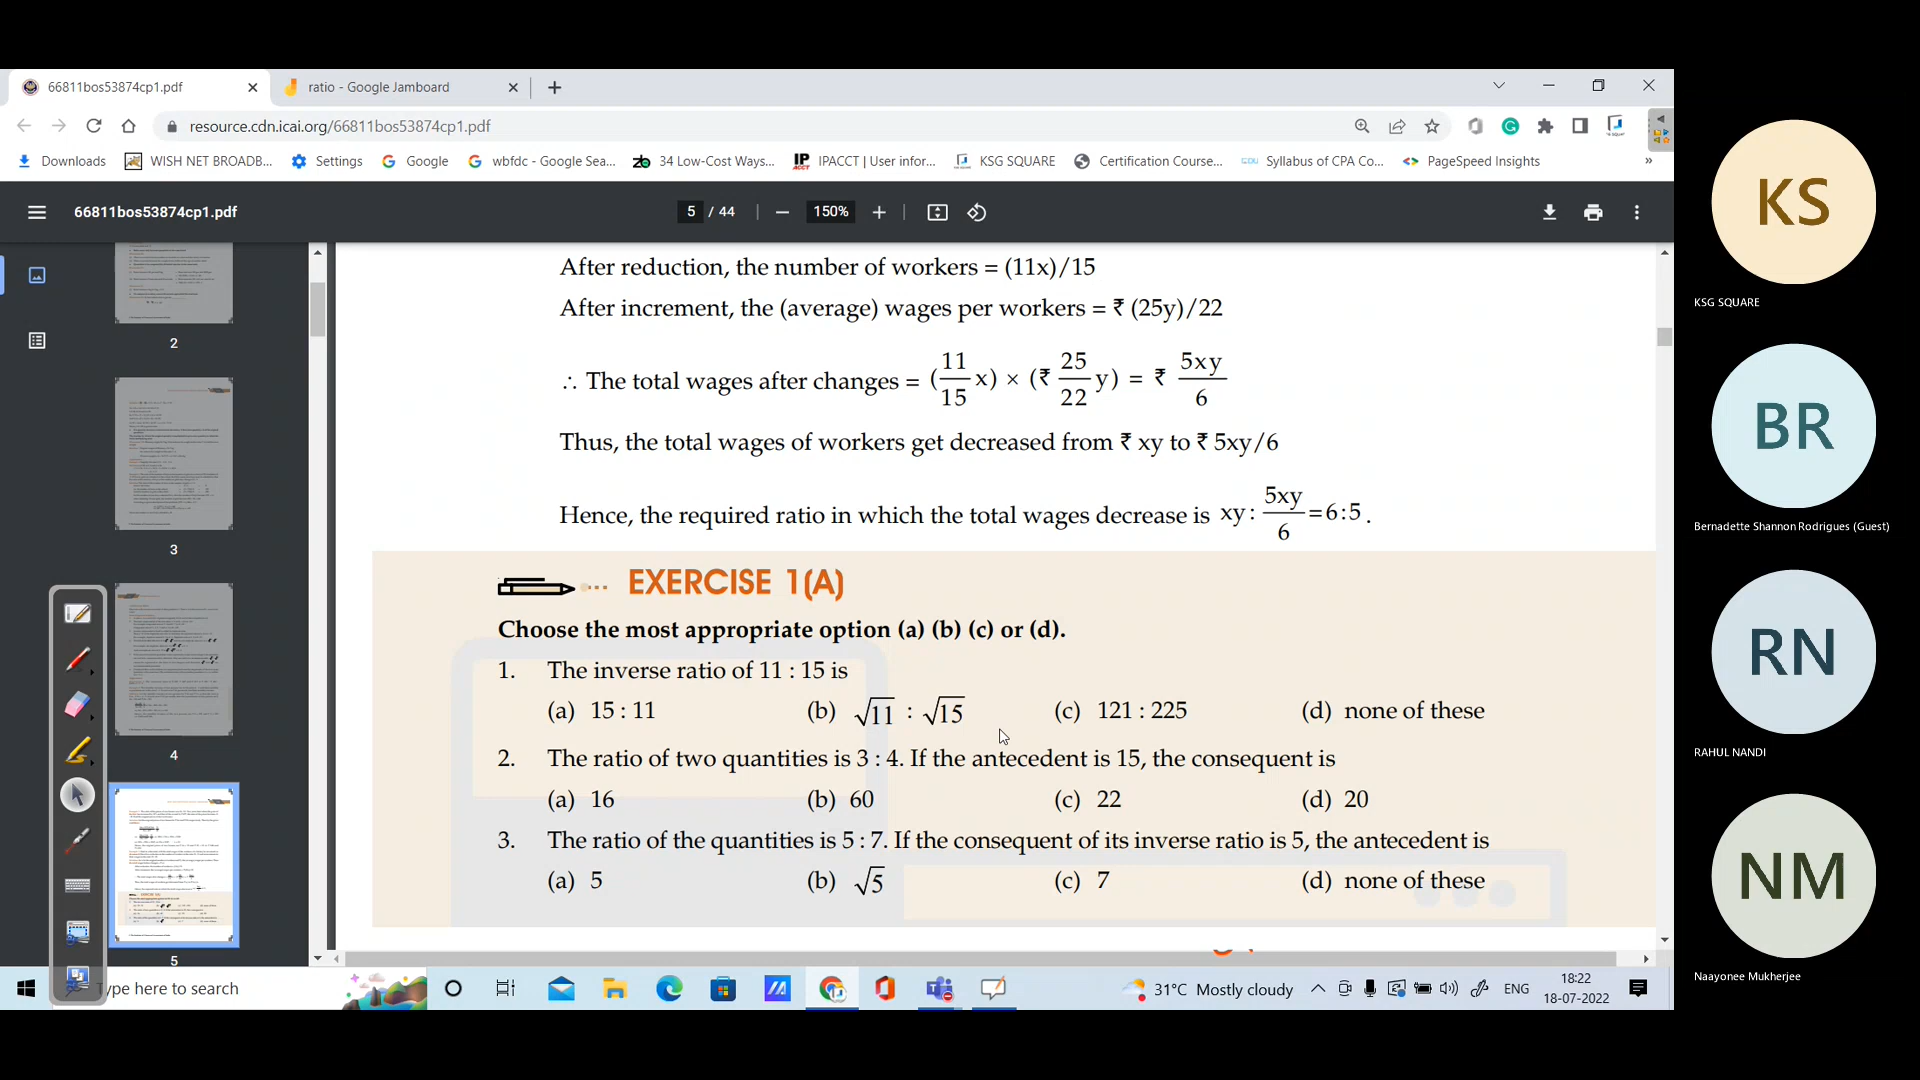 66811bos53874cp1.pdf
ratio - Google Jamboard
resource.cdn.icai.org/66811bos53874cp1.pdf
Downloads WISH NET BROADB... Settings Google wbfdc - Google Sea... 34 Low-Cost Ways... IPACCT | User infor... KSG SQUARE Certification Course... Syllabus of CPA Co... PageSpeed Insights »
66811bos53874cp1.pdf 5 / 44 150%
After reduction, the number of workers = (11x)/15
After increment, the (average) wages per workers = ₹ (25y)/22
∴ The total wages after changes = (11/15 x) × (₹ 25/22 y) = ₹ 5xy/6
Thus, the total wages of workers get decreased from ₹ xy to ₹ 5xy/6
Hence, the required ratio in which the total wages decrease is xy : 5xy/6 = 6 : 5 .
EXERCISE 1(A)
Choose the most appropriate option (a) (b) (c) or (d).
1. The inverse ratio of 11 : 15 is
(a) 15 : 11 (b) √11 : √15 (c) 121 : 225 (d) none of these
2. The ratio of two quantities is 3 : 4. If the antecedent is 15, the consequent is
(a) 16 (b) 60 (c) 22 (d) 20
3. The ratio of the quantities is 5 : 7. If the consequent of its inverse ratio is 5, the antecedent is
(a) 5 (b) √5 (c) 7 (d) none of these
2
3
4
5
KS
KSG SQUARE
BR
Bernadette Shannon Rodrigues (Guest)
RN
RAHUL NANDI
NM
Naayonee Mukherjee
ype here to search
31°C Mostly cloudy ENG
18:22
18-07-2022